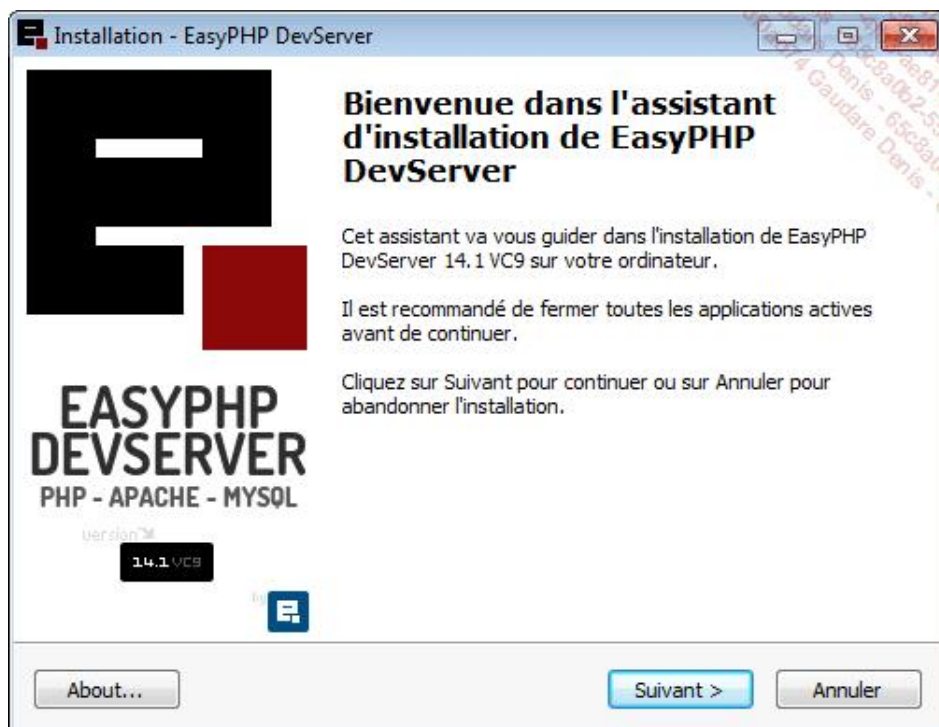 Installation - EasyPHP DevServer
Bienvenue dans l'assistant
d'installation de EasyPHP
DevServer
Cet assistant va vous guider dans l'installation de EasyPHP
DevServer 14.1 VC9 sur votre ordinateur.
Il est recommandé de fermer toutes les applications actives
avant de continuer.
Cliquez sur Suivant pour continuer ou sur Annuler pour
abandonner l'installation.
EASYPHP
DEVSERVER
PHP - APACHE - MYSQL
version
14.1 VC9
by
About...
Suivant >
Annuler
Gaudare Denis